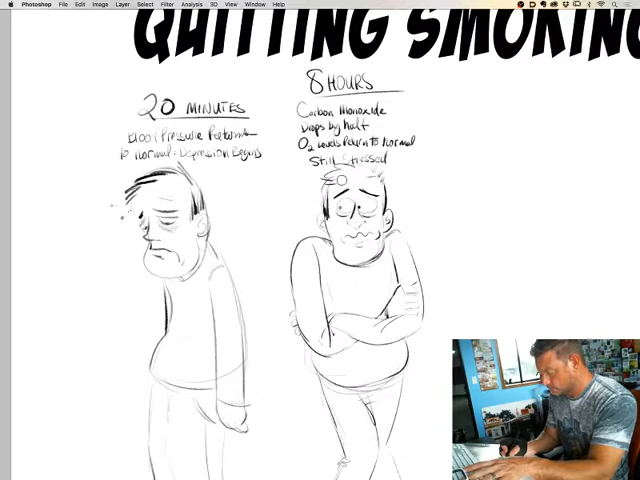 Photoshop File Edit Image Layer Select Filter Analysis 3D View Window Help
QUITTING SMOKING
20 MINUTES
Blood Pressure Returns
to Normal: Depression Begins
8 HOURS
Carbon Monoxide
Drops by half
O2 Levels Return to Normal
Still Stressed